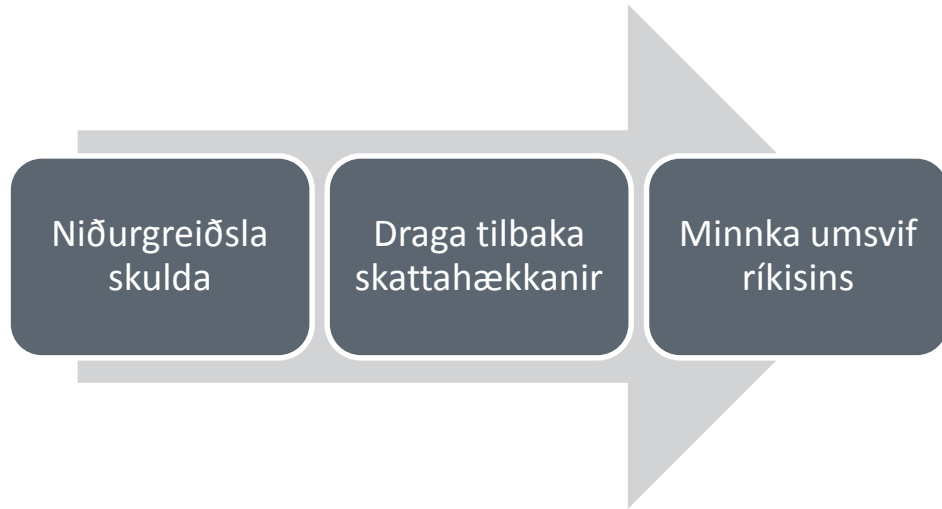 Niðurgreiðsla
skulda
Draga tilbaka
skattahækkanir
Minnka umsvif
ríkisins